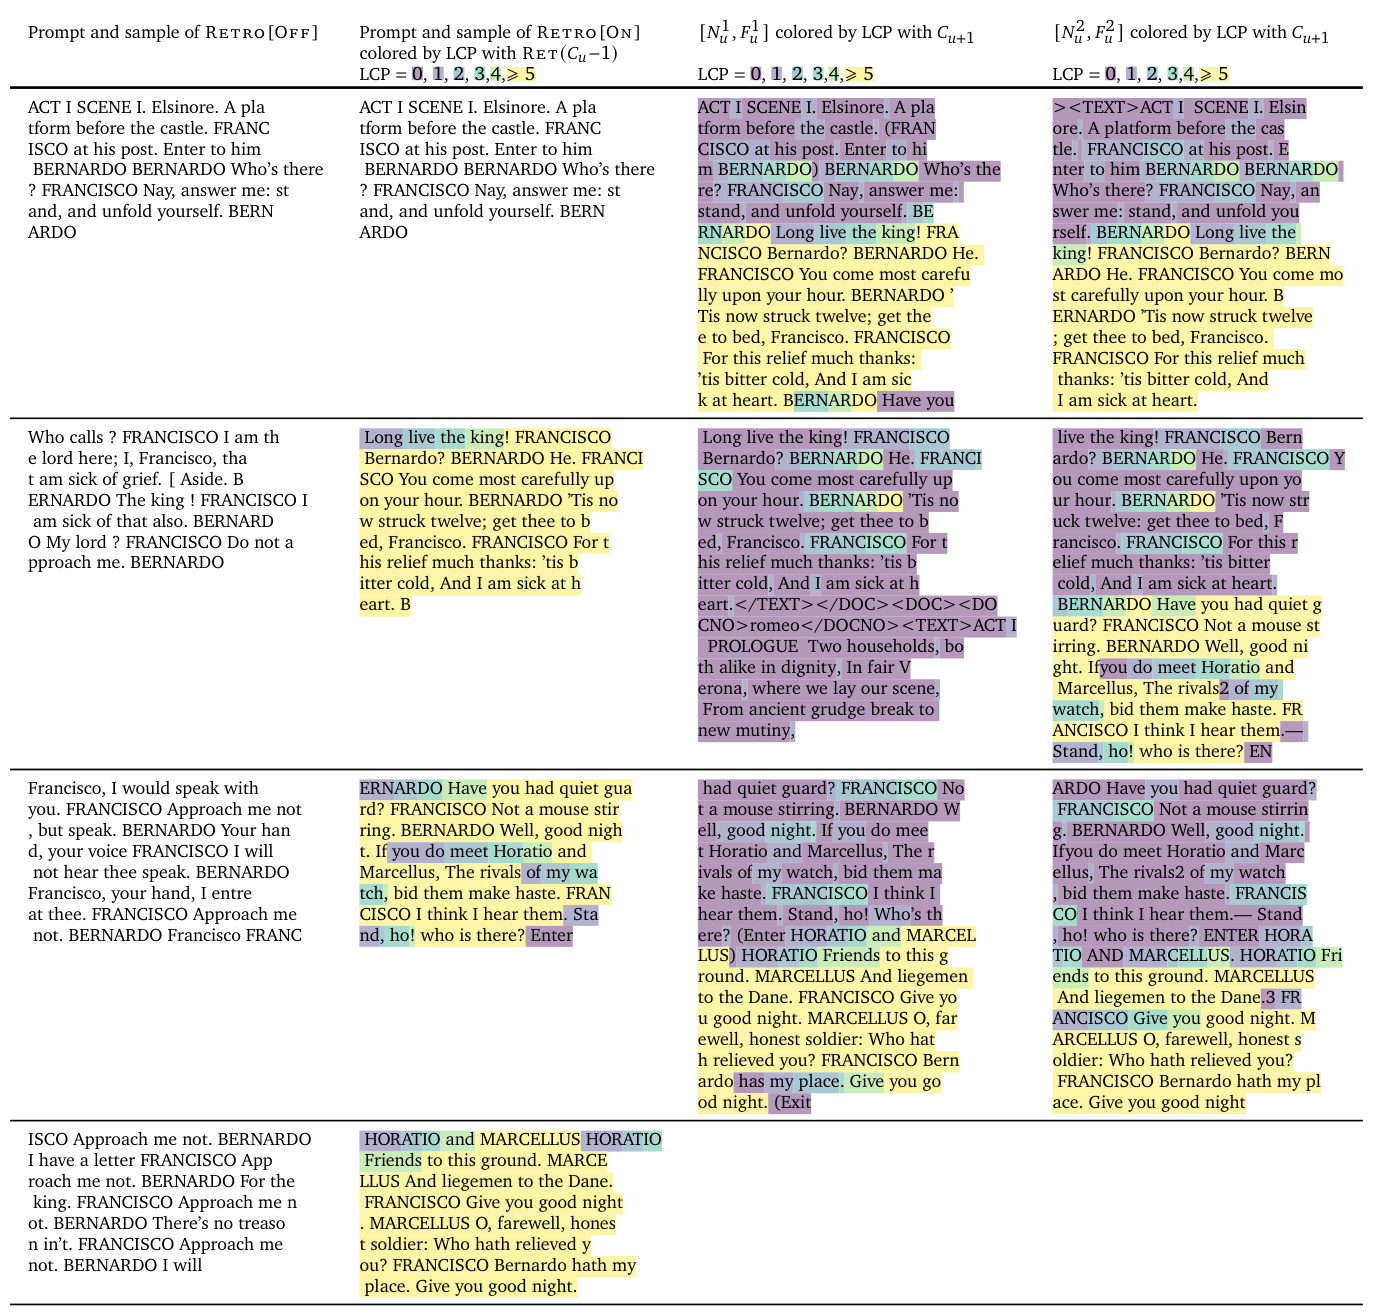 Prompt and sample of RETRO[OFF]
Prompt and sample of RETRO[ON]
colored by LCP with RET(C_u−1)
LCP = 0, 1, 2, 3,4,⩾ 5
[N_u^1, F_u^1] colored by LCP with C_{u+1}
LCP = 0, 1, 2, 3,4,⩾ 5
[N_u^2, F_u^2] colored by LCP with C_{u+1}
LCP = 0, 1, 2, 3,4,⩾ 5
ACT I SCENE I. Elsinore. A pla
tform before the castle. FRANC
ISCO at his post. Enter to him
BERNARDO BERNARDO Who’s there
? FRANCISCO Nay, answer me: st
and, and unfold yourself. BERN
ARDO
ACT I SCENE I. Elsinore. A pla
tform before the castle. FRANC
ISCO at his post. Enter to him
BERNARDO BERNARDO Who’s there
? FRANCISCO Nay, answer me: st
and, and unfold yourself. BERN
ARDO
ACT I SCENE I. Elsinore. A pla
tform before the castle. (FRAN
CISCO at his post. Enter to hi
m BERNARDO) BERNARDO Who’s the
re? FRANCISCO Nay, answer me:
stand, and unfold yourself. BE
RNARDO Long live the king! FRA
NCISCO Bernardo? BERNARDO He.
FRANCISCO You come most carefu
lly upon your hour. BERNARDO ’
Tis now struck twelve; get the
e to bed, Francisco. FRANCISCO
For this relief much thanks:
’tis bitter cold, And I am sic
k at heart. BERNARDO Have you
><TEXT>ACT I  SCENE I. Elsin
ore. A platform before the cas
tle.  FRANCISCO at his post. E
nter to him BERNARDO BERNARDO
Who’s there? FRANCISCO Nay, an
swer me: stand, and unfold you
rself. BERNARDO Long live the
king! FRANCISCO Bernardo? BERN
ARDO He. FRANCISCO You come mo
st carefully upon your hour. B
ERNARDO ’Tis now struck twelve
; get thee to bed, Francisco.
FRANCISCO For this relief much
thanks: ’tis bitter cold, And
I am sick at heart.
Who calls ? FRANCISCO I am th
e lord here; I, Francisco, tha
t am sick of grief. [ Aside. B
ERNARDO The king ! FRANCISCO I
am sick of that also. BERNARD
O My lord ? FRANCISCO Do not a
pproach me. BERNARDO
Long live the king! FRANCISCO
Bernardo? BERNARDO He. FRANCI
SCO You come most carefully up
on your hour. BERNARDO ’Tis no
w struck twelve; get thee to b
ed, Francisco. FRANCISCO For t
his relief much thanks: ’tis b
itter cold, And I am sick at h
eart. B
Long live the king! FRANCISCO
Bernardo? BERNARDO He. FRANCI
SCO You come most carefully up
on your hour. BERNARDO ’Tis no
w struck twelve; get thee to b
ed, Francisco. FRANCISCO For t
his relief much thanks: ’tis b
itter cold, And I am sick at h
eart.</TEXT></DOC><DOC><DO
CNO>romeo</DOCNO><TEXT>ACT I
PROLOGUE  Two households, bo
th alike in dignity, In fair V
erona, where we lay our scene,
From ancient grudge break to
new mutiny,
live the king! FRANCISCO Bern
ardo? BERNARDO He. FRANCISCO Y
ou come most carefully upon yo
ur hour. BERNARDO ’Tis now str
uck twelve: get thee to bed, F
rancisco. FRANCISCO For this r
elief much thanks: ’tis bitter
cold, And I am sick at heart.
BERNARDO Have you had quiet g
uard? FRANCISCO Not a mouse st
irring. BERNARDO Well, good ni
ght. Ifyou do meet Horatio and
Marcellus, The rivals2 of my
watch, bid them make haste. FR
ANCISCO I think I hear them.—
Stand, ho! who is there? EN
Francisco, I would speak with
you. FRANCISCO Approach me not
, but speak. BERNARDO Your han
d, your voice FRANCISCO I will
not hear thee speak. BERNARDO
Francisco, your hand, I entre
at thee. FRANCISCO Approach me
not. BERNARDO Francisco FRANC
ERNARDO Have you had quiet gua
rd? FRANCISCO Not a mouse stir
ring. BERNARDO Well, good nigh
t. If you do meet Horatio and
Marcellus, The rivals of my wa
tch, bid them make haste. FRAN
CISCO I think I hear them. Sta
nd, ho! who is there? Enter
had quiet guard? FRANCISCO No
t a mouse stirring. BERNARDO W
ell, good night. If you do mee
t Horatio and Marcellus, The r
ivals of my watch, bid them ma
ke haste. FRANCISCO I think I
hear them. Stand, ho! Who’s th
ere? (Enter HORATIO and MARCEL
LUS) HORATIO Friends to this g
round. MARCELLUS And liegemen
to the Dane. FRANCISCO Give yo
u good night. MARCELLUS O, far
ewell, honest soldier: Who hat
h relieved you? FRANCISCO Bern
ardo has my place. Give you go
od night. (Exit
ARDO Have you had quiet guard?
FRANCISCO Not a mouse stirrin
g. BERNARDO Well, good night.
Ifyou do meet Horatio and Marc
ellus, The rivals2 of my watch
, bid them make haste. FRANCIS
CO I think I hear them.— Stand
, ho! who is there? ENTER HORA
TIO AND MARCELLUS. HORATIO Fri
ends to this ground. MARCELLUS
And liegemen to the Dane.3 FR
ANCISCO Give you good night. M
ARCELLUS O, farewell, honest s
oldier: Who hath relieved you?
FRANCISCO Bernardo hath my pl
ace. Give you good night
ISCO Approach me not. BERNARDO
I have a letter FRANCISCO App
roach me not. BERNARDO For the
king. FRANCISCO Approach me n
ot. BERNARDO There’s no treaso
n in’t. FRANCISCO Approach me
not. BERNARDO I will
HORATIO and MARCELLUS HORATIO
Friends to this ground. MARCE
LLUS And liegemen to the Dane.
FRANCISCO Give you good night
. MARCELLUS O, farewell, hones
t soldier: Who hath relieved y
ou? FRANCISCO Bernardo hath my
place. Give you good night.